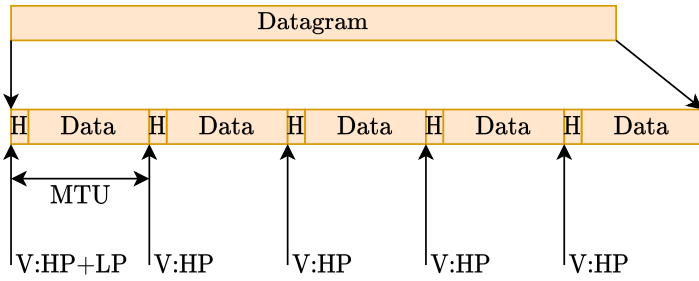 Datagram
H Data H Data H Data H Data H Data
MTU
V:HP+LP V:HP V:HP V:HP V:HP